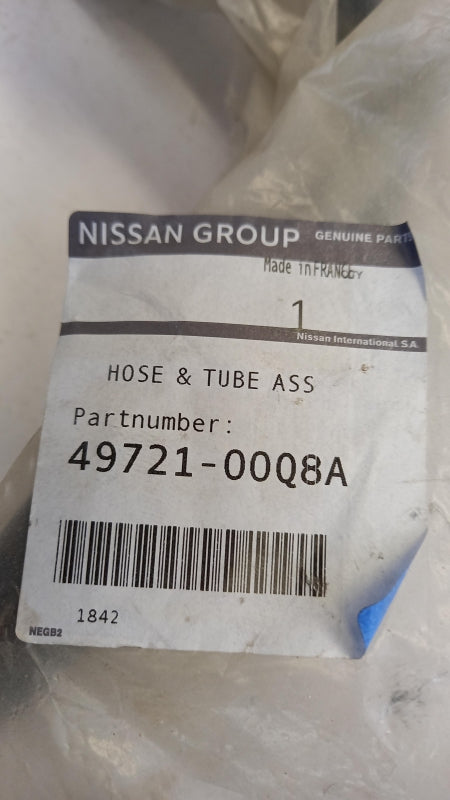 NISSAN GROUP GENUINE PARTS
Made in FRANCE
1
Nissan International S.A.
HOSE & TUBE ASS
Partnumber:
49721-00Q8A
1842
NEGB2